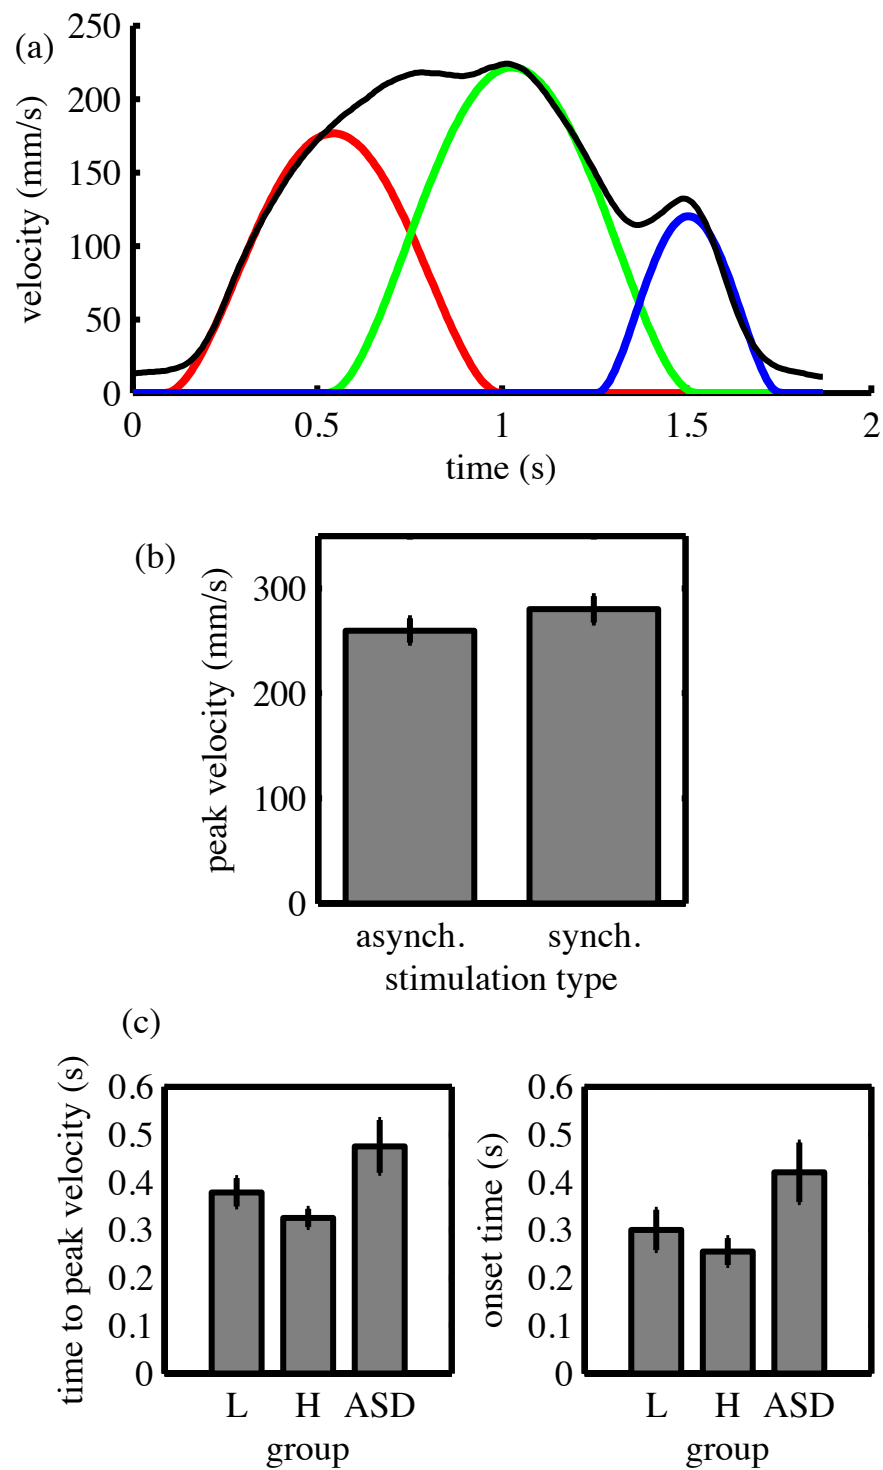 (a)
velocity (mm/s)
250
200
150
100
50
0
0 0.5 1 1.5 2
time (s)
(b)
peak velocity (mm/s)
300
200
100
0
asynch. synch.
stimulation type
(c)
time to peak velocity (s)
0.6
0.5
0.4
0.3
0.2
0.1
0
L H ASD
group
onset time (s)
0.6
0.5
0.4
0.3
0.2
0.1
0
L H ASD
group